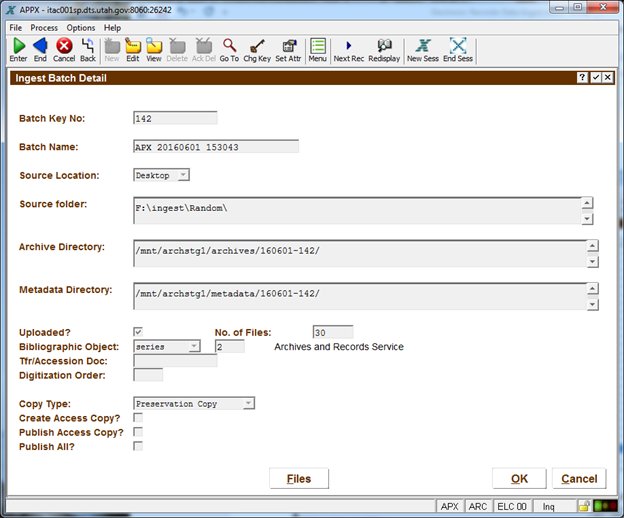 APPX - itac001sp.dts.utah.gov:8060:26242
File Process Options Help
Enter End Cancel Back New Edit View Delete Ack Del Go To Chg Key Set Attr Menu Next Rec Redisplay New Sess End Sess
Ingest Batch Detail
Batch Key No: 142
Batch Name: APX 20160601 153043
Source Location: Desktop
Source folder: F:\ingest\Random\
Archive Directory: /mnt/archstg1/archives/160601-142/
Metadata Directory: /mnt/archstg1/metadata/160601-142/
Uploaded? No. of Files: 30
Bibliographic Object: series 2 Archives and Records Service
Tfr/Accession Doc:
Digitization Order:
Copy Type: Preservation Copy
Create Access Copy?
Publish Access Copy?
Publish All?
Files OK Cancel
APX ARC ELC 00 Inq